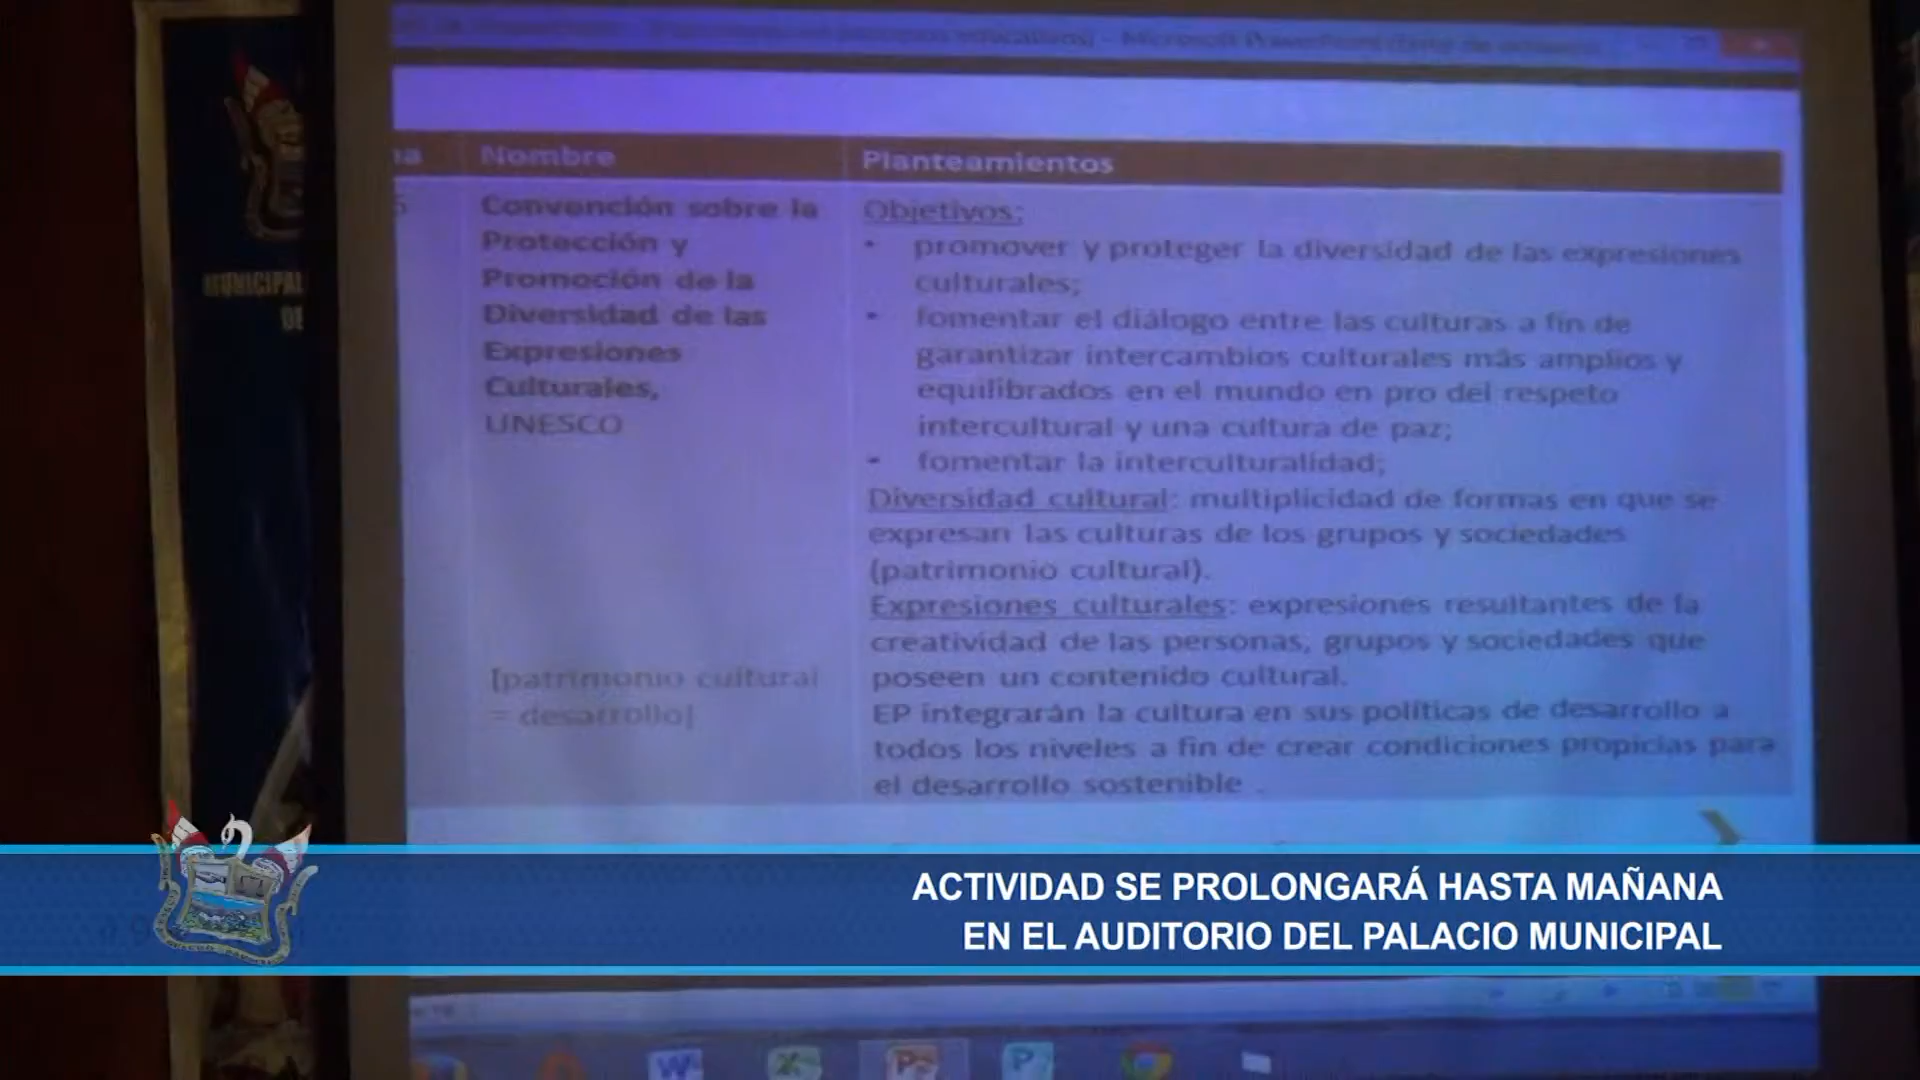 MUNICIPAL
DE
Nombre
Planteamientos
Convención sobre la
Protección y
Promoción de la
Diversidad de las
Expresiones
Culturales,
UNESCO
[patrimonio cultural
= desarrollo]
Objetivos:
• promover y proteger la diversidad de las expresiones
culturales;
• fomentar el diálogo entre las culturas a fin de
garantizar intercambios culturales más amplios y
equilibrados en el mundo en pro del respeto
intercultural y una cultura de paz;
• fomentar la interculturalidad;
Diversidad cultural: multiplicidad de formas en que se
expresan las culturas de los grupos y sociedades
(patrimonio cultural).
Expresiones culturales: expresiones resultantes de la
creatividad de las personas, grupos y sociedades que
poseen un contenido cultural.
EP integrarán la cultura en sus políticas de desarrollo a
todos los niveles a fin de crear condiciones propicias para
el desarrollo sostenible .
ACTIVIDAD SE PROLONGARÁ HASTA MAÑANA
EN EL AUDITORIO DEL PALACIO MUNICIPAL